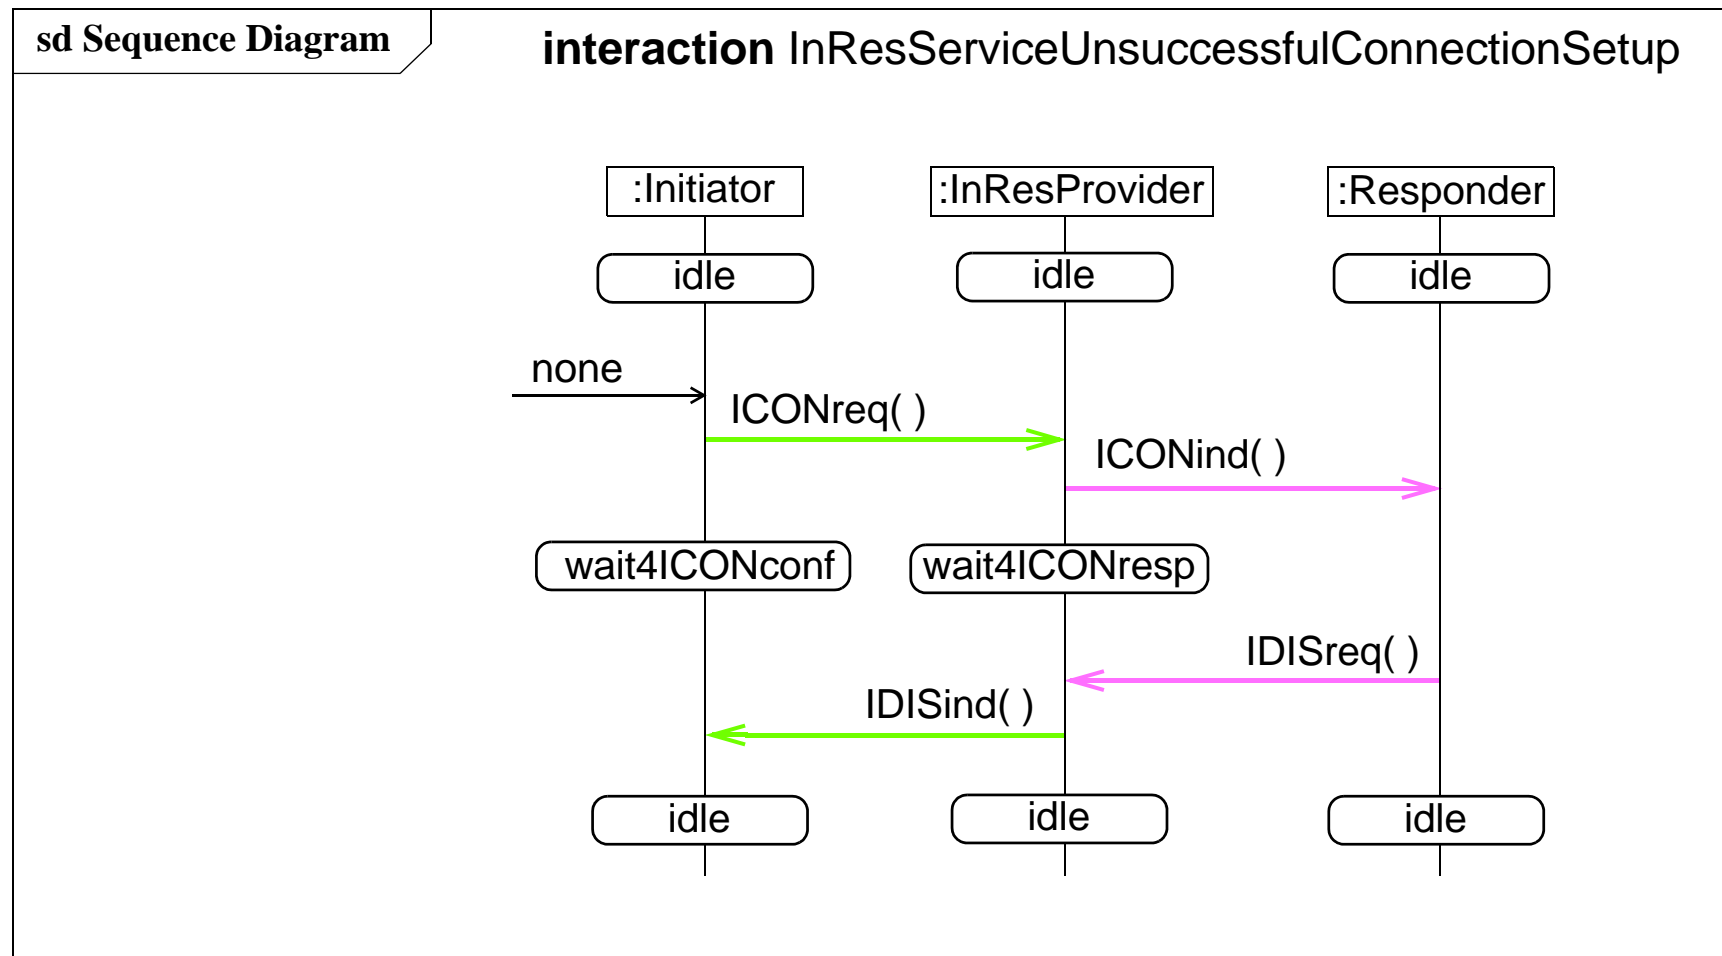 sd Sequence Diagram
interaction InResServiceUnsuccessfulConnectionSetup
:Initiator
:InResProvider
:Responder
idle
idle
idle
none
ICONreq( )
ICONind( )
wait4ICONconf
wait4ICONresp
IDISreq( )
IDISind( )
idle
idle
idle